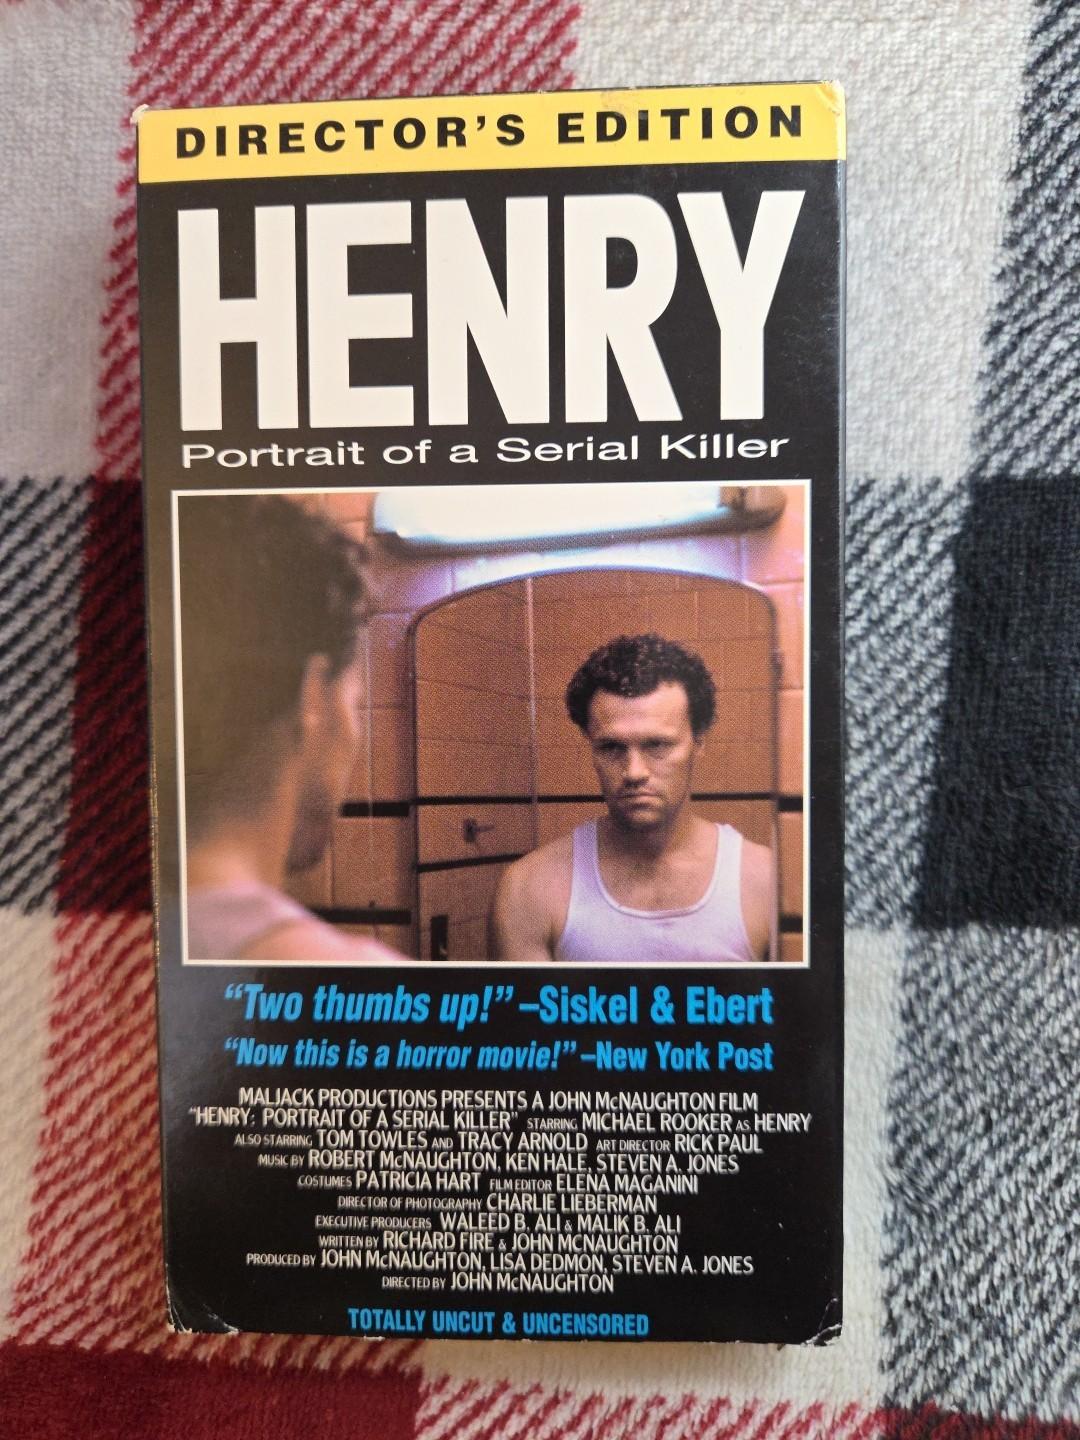 DIRECTOR'S EDITION
HENRY
Portrait of a Serial Killer
“Two thumbs up!” –Siskel & Ebert
“Now this is a horror movie!” –New York Post
MALJACK PRODUCTIONS PRESENTS A JOHN McNAUGHTON FILM
“HENRY: PORTRAIT OF A SERIAL KILLER” STARRING MICHAEL ROOKER AS HENRY
ALSO STARRING TOM TOWLES AND TRACY ARNOLD ART DIRECTOR RICK PAUL
MUSIC BY ROBERT McNAUGHTON, KEN HALE, STEVEN A. JONES
COSTUMES PATRICIA HART FILM EDITOR ELENA MAGANINI
DIRECTOR OF PHOTOGRAPHY CHARLIE LIEBERMAN
EXECUTIVE PRODUCERS WALEED B. ALI & MALIK B. ALI
WRITTEN BY RICHARD FIRE & JOHN MCNAUGHTON
PRODUCED BY JOHN McNAUGHTON, LISA DEDMON, STEVEN A. JONES
DIRECTED BY JOHN McNAUGHTON
TOTALLY UNCUT & UNCENSORED